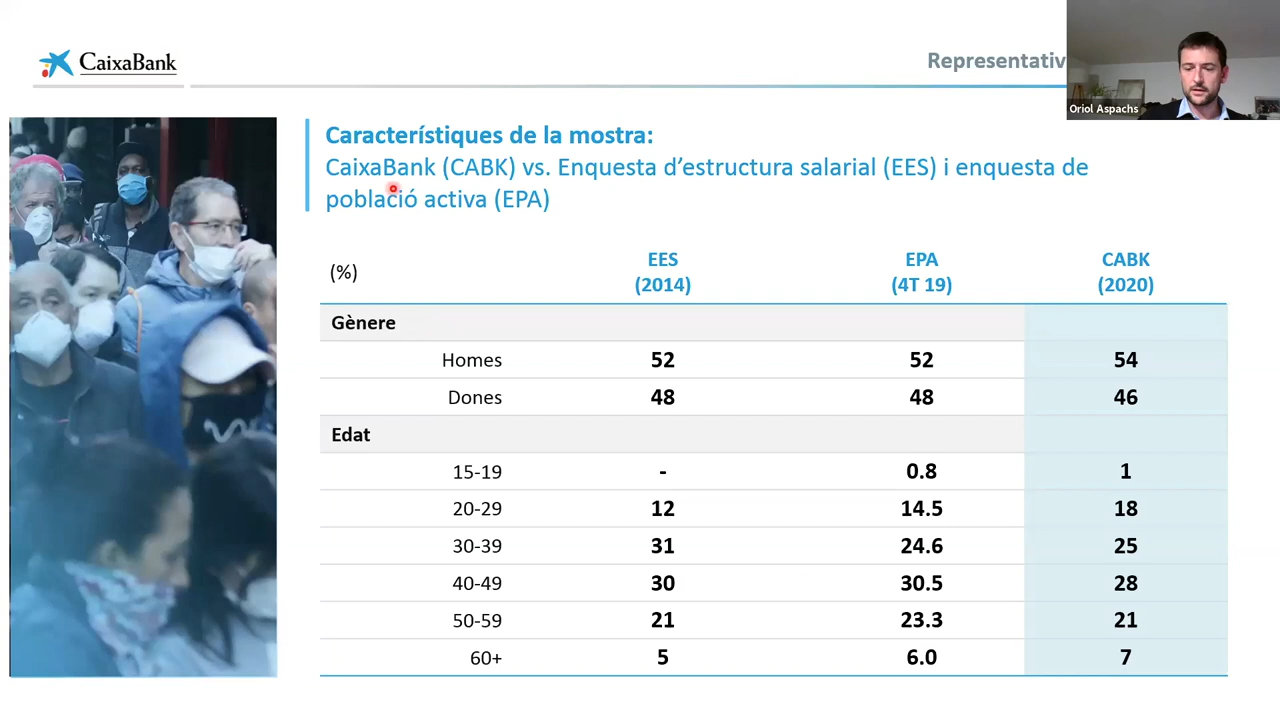 CaixaBank
Representativ
Oriol Aspachs
Característiques de la mostra:
CaixaBank (CABK) vs. Enquesta d’estructura salarial (EES) i enquesta de
població activa (EPA)
(%) EES (2014) EPA (4T 19) CABK (2020)
Gènere
Homes 52 52 54
Dones 48 48 46
Edat
15-19 - 0.8 1
20-29 12 14.5 18
30-39 31 24.6 25
40-49 30 30.5 28
50-59 21 23.3 21
60+ 5 6.0 7